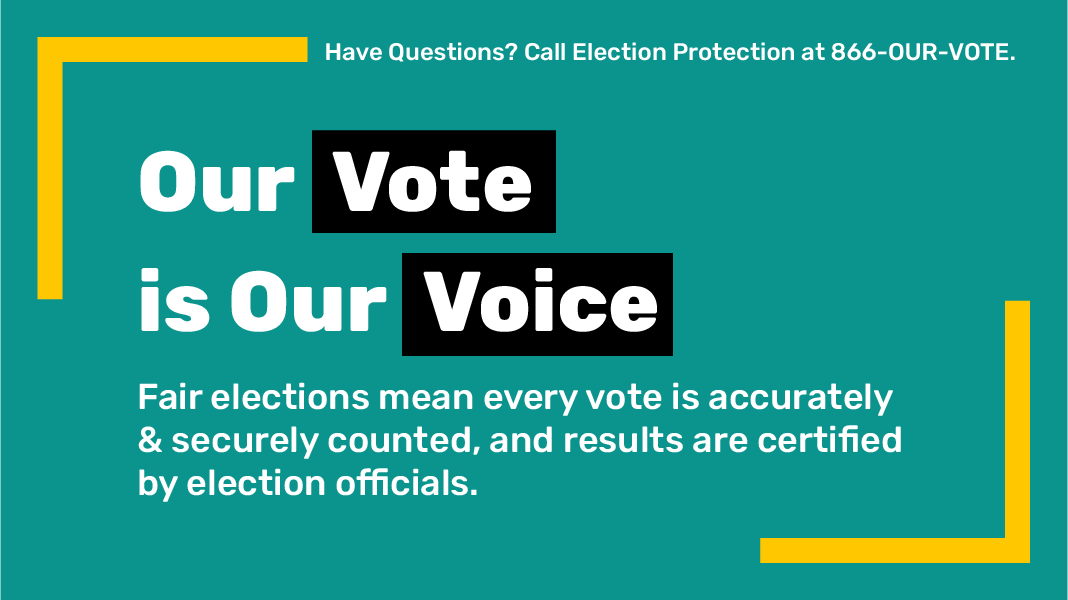 Have Questions? Call Election Protection at 866-OUR-VOTE.
Our Vote
is Our Voice
Fair elections mean every vote is accurately
& securely counted, and results are certified
by election officials.